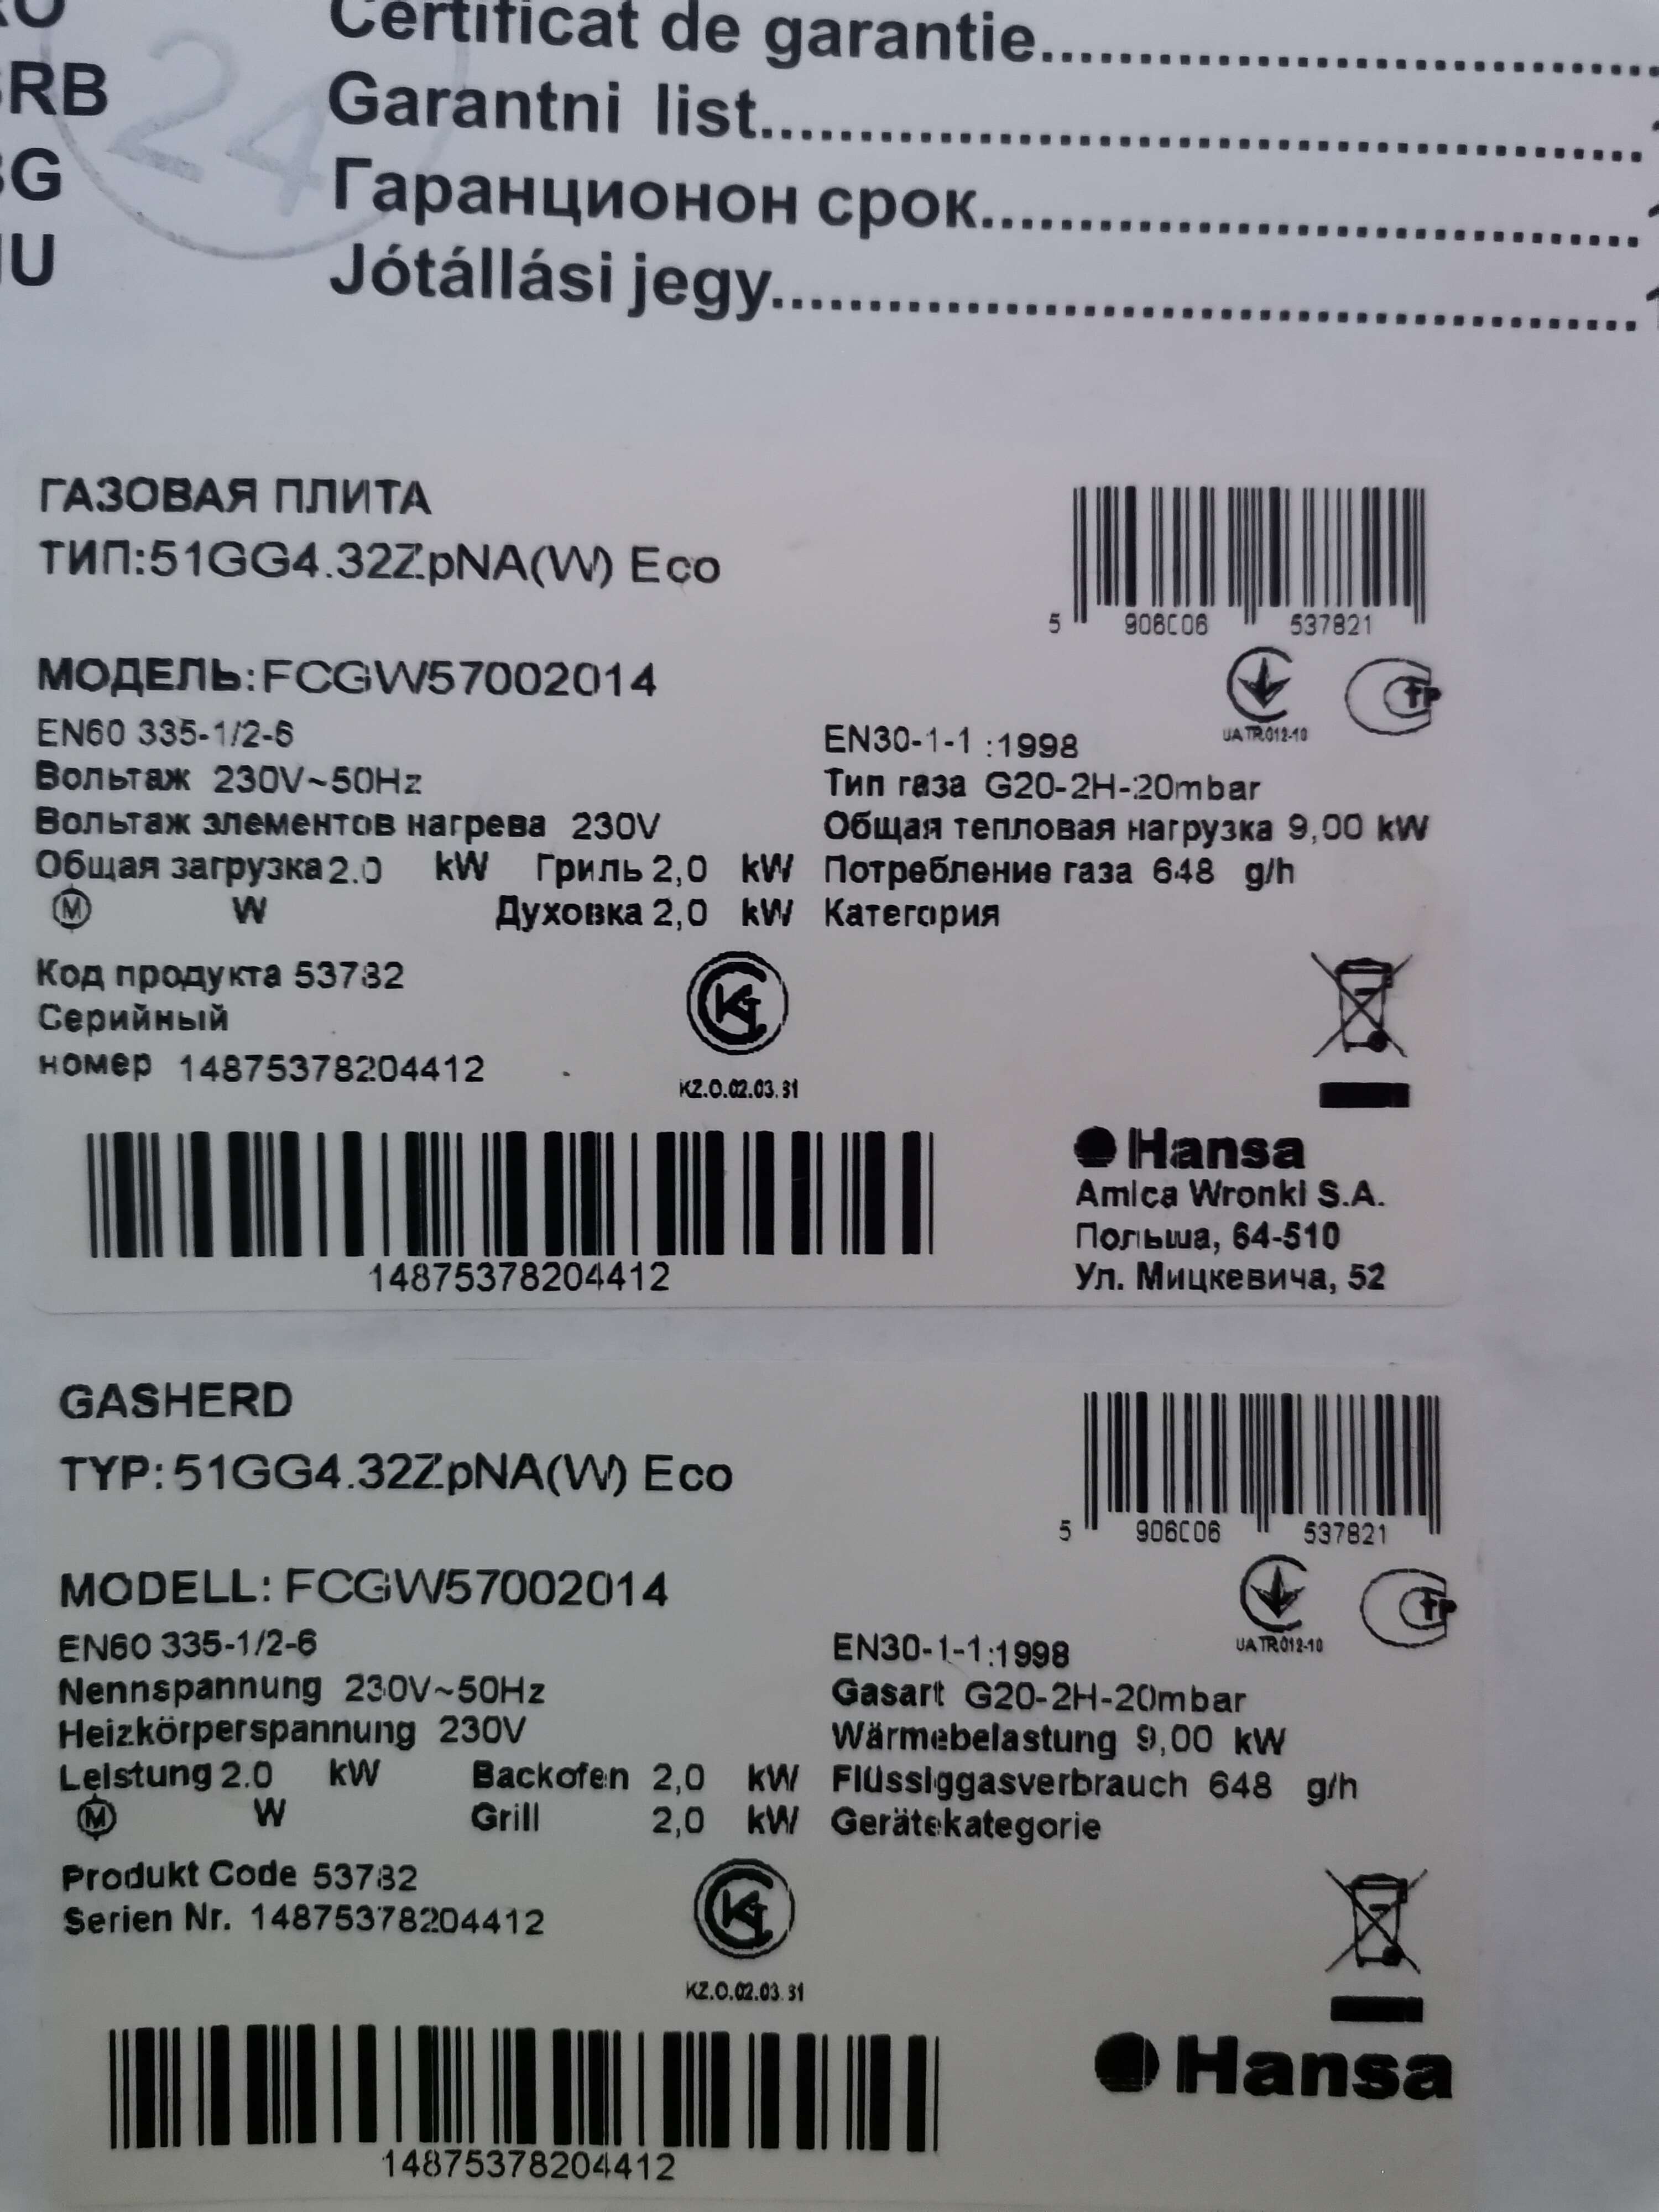 Certificat de garantie
RB Garantni list
G Гаранционон срок
U Jótállási jegy
24
ГАЗОВАЯ ПЛИТА
ТИП:51GG4.32ZpNA(W) Eco
5 906006 537821
МОДЕЛЬ:FCGW57002014
UA TR.012-10
EN60 335-1/2-6
EN30-1-1 :1998
Вольтаж 230V~50Hz
Тип газа G20-2H-20mbar
Вольтаж элементов нагрева 230V
Общая тепловая нагрузка 9,00 kW
Общая загрузка 2.0 kW Гриль 2,0 kW
Потребление газа 648 g/h
M W Духовка 2,0 kW
Категория
Код продукта 53782
Серийный
номер 14875378204412
KZ.O.02.03.31
14875378204412
Hansa
Amica Wronki S.A.
Польша, 64-510
Ул. Мицкевича, 52
GASHERD
TYP:51GG4.32ZpNA(W) Eco
5 906006 537821
MODELL: FCGW57002014
UA TR.012-10
EN60 335-1/2-6
EN30-1-1:1998
Nennspannung 230V~50Hz
Gasart G20-2H-20mbar
Heizkörperspannung 230V
Wärmebelastung 9,00 kW
Leistung 2.0 kW Backofen 2,0 kW
Flüssiggasverbrauch 648 g/h
M W Grill 2,0 kW
Gerätekategorie
Produkt Code 53782
Serien Nr. 14875378204412
KZ.O.02.03.31
14875378204412
Hansa